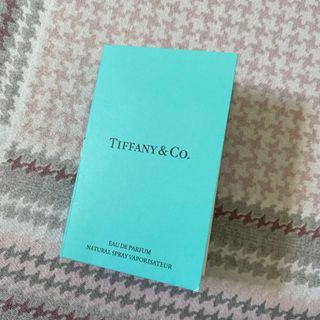 TIFFANY & CO.
EAU DE PARFUM
NATURAL SPRAY VAPORISATEUR